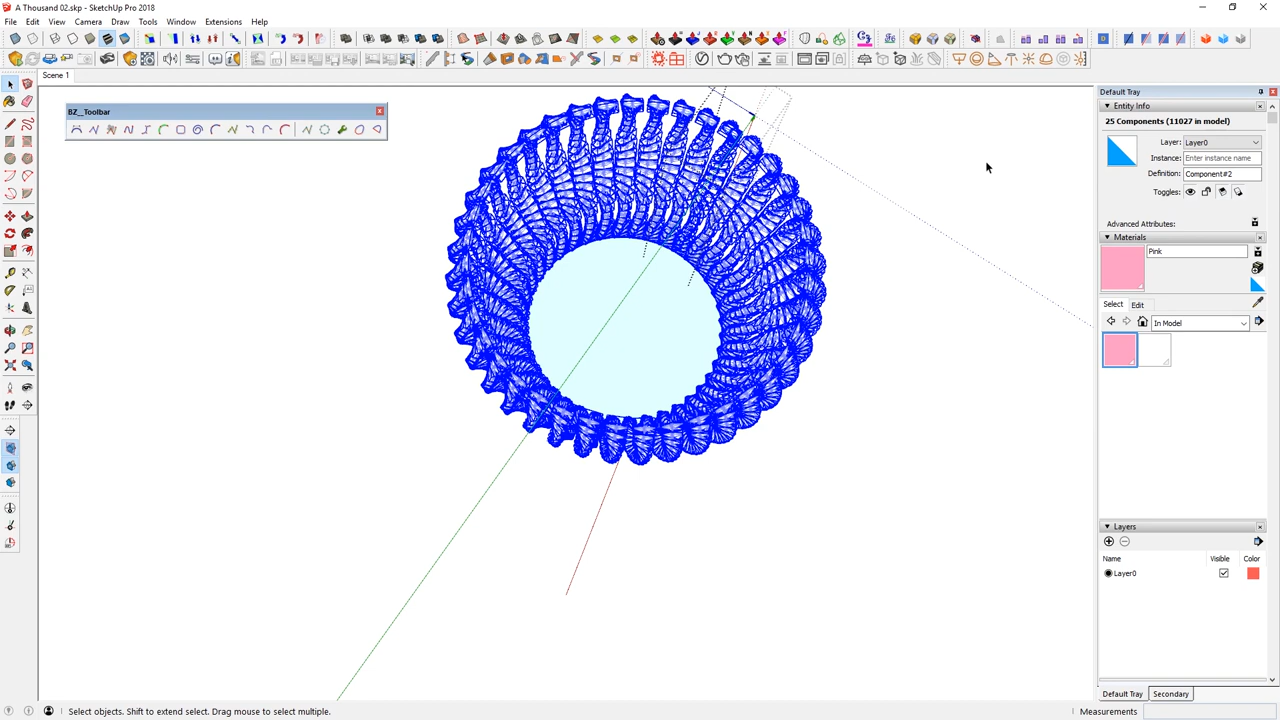 A Thousand 02.skp - SketchUp Pro 2018
File Edit View Camera Draw Tools Window Extensions Help
Scene 1
BZ__Toolbar
Default Tray
Entity Info
25 Components (11027 in model)
Layer: Layer0
Instance: Enter instance name
Definition: Component#2
Toggles:
Advanced Attributes:
Materials
Pink
Select Edit
In Model
Layers
Name Visible Color
Layer0
Default Tray Secondary
Select objects. Shift to extend select. Drag mouse to select multiple.
Measurements